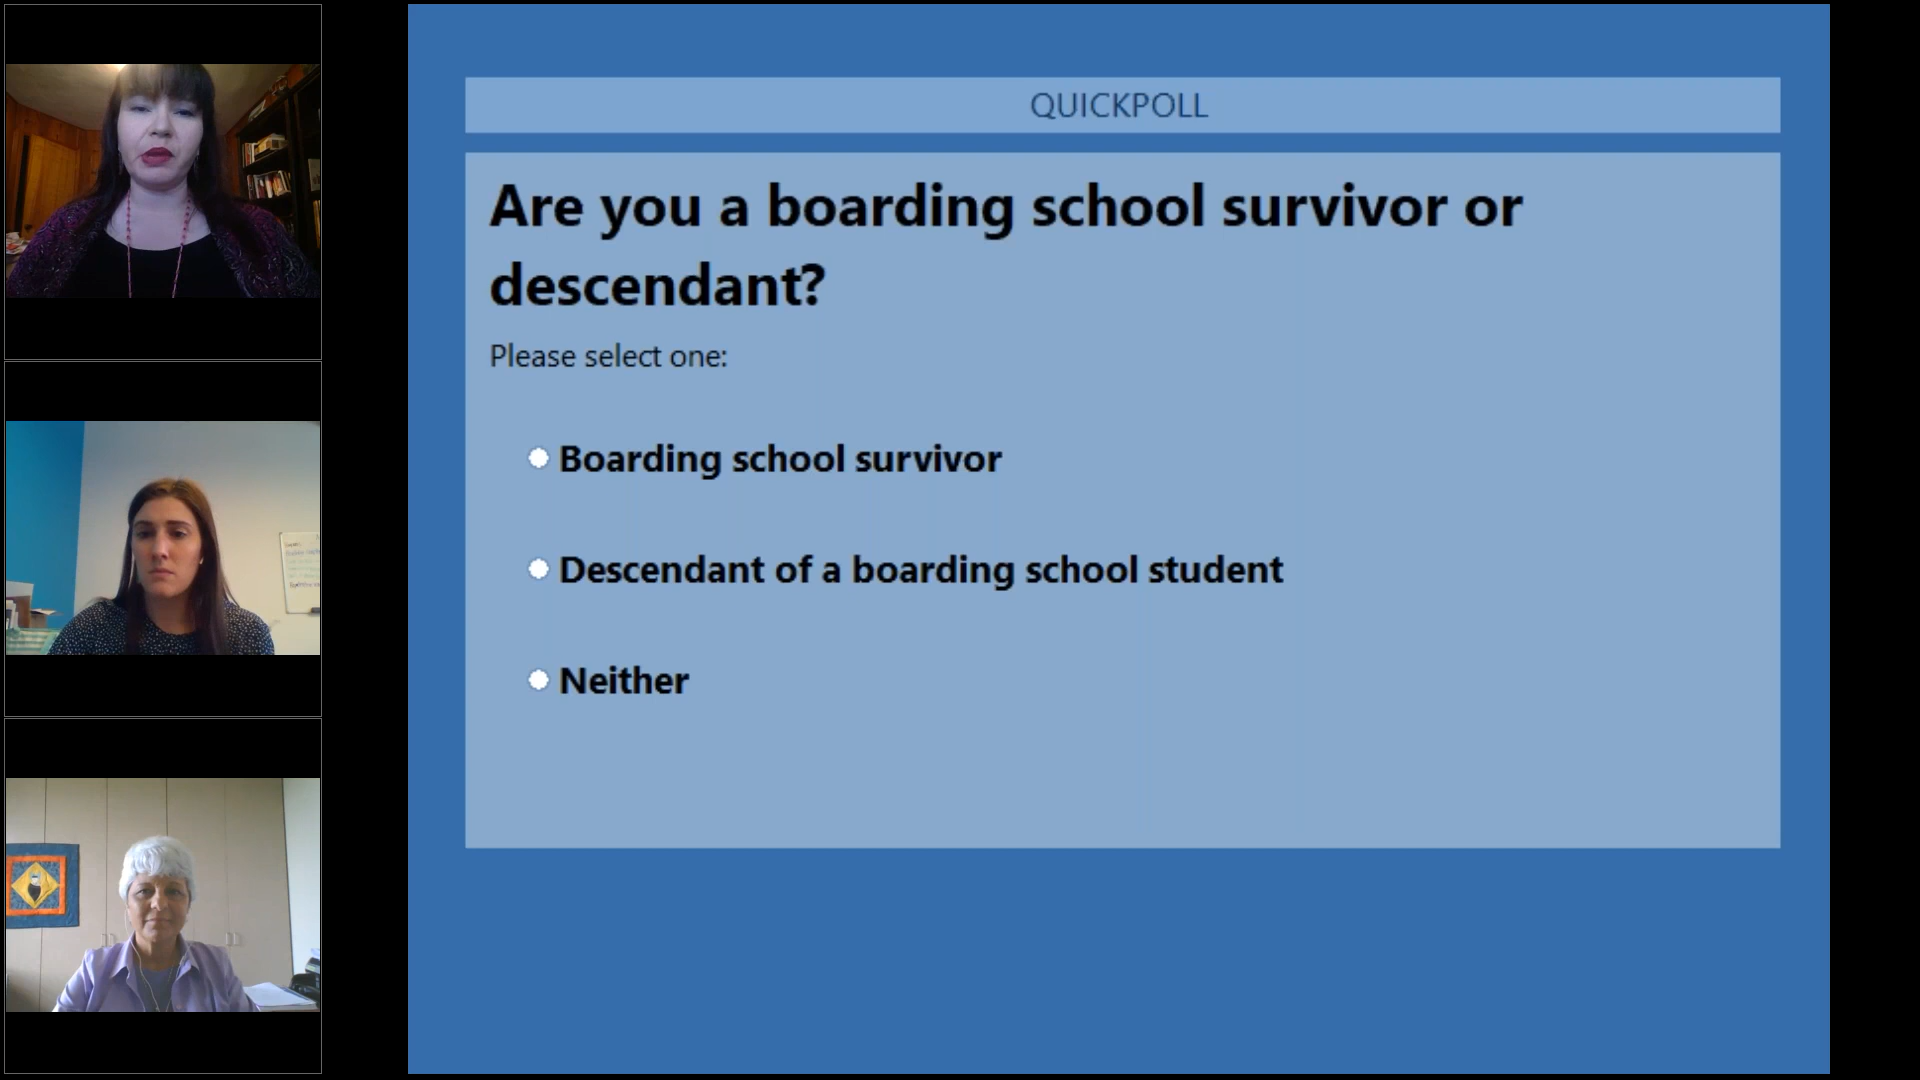 QUICKPOLL
Are you a boarding school survivor or
descendant?
Please select one:
Boarding school survivor
Descendant of a boarding school student
Neither